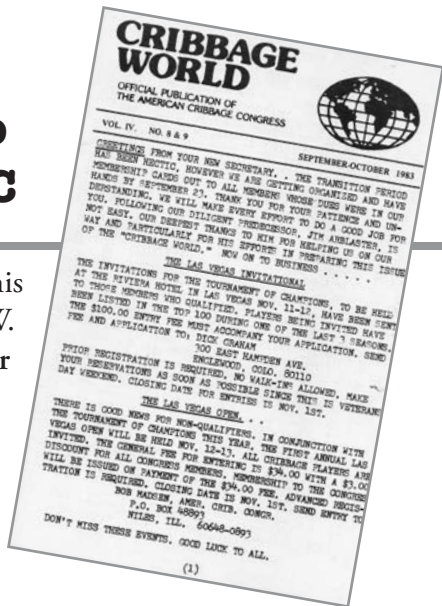 CRIBBAGE
WORLD
OFFICIAL PUBLICATION OF
THE AMERICAN CRIBBAGE CONGRESS
VOL. IV. NO. 8 & 9
SEPTEMBER-OCTOBER 1983
GREETINGS FROM YOUR NEW SECRETARY. . THE TRANSITION PERIOD
HAS BEEN HECTIC, HOWEVER WE ARE GETTING ORGANISED AND HAVE
MEMBERSHIP CARDS OUT TO ALL MEMBERS WHOSE DUES WERE IN OUR
HANDS BY SEPTEMBER 23. THANK YOU FOR YOUR PATIENCE AND UN-
DERSTANDING. WE WILL MAKE EVERY EFFORT TO DO A GOOD JOB FOR
YOU. FOLLOWING OUR DILIGENT PREDECESSOR, JIM ARBLASTER, IS
NOT EASY. OUR DEEPEST THANKS TO HIM FOR HELPING US ON OUR
WAY AND PARTICULARLY FOR HIS EFFORTS IN PREPARING THIS ISSUE
OF THE "CRIBBAGE WORLD." NOW ON TO BUSINESS . . . . . .
THE LAS VEGAS INVITATIONAL
THE INVITATIONS FOR THE TOURNAMENT OF CHAMPIONS, TO BE HELD
AT THE RIVIERA HOTEL IN LAS VEGAS NOV. 11-12, HAVE BEEN SENT
TO THOSE MEMBERS WHO QUALIFIED. PLAYERS BEING INVITED HAVE
BEEN LISTED IN THE TOP 100 DURING ONE OF THE LAST 3 SEASONS.
THE $100.00 ENTRY FEE MUST ACCOMPANY YOUR APPLICATION. SEND
FEE AND APPLICATION TO: DICK GRAHAM
300 EAST HAMPDEN AVE.
ENGLEWOOD, COLO. 80110
PRIOR REGISTRATION IS REQUIRED. NO WALK-INS ALLOWED. MAKE
YOUR RESERVATIONS AS SOON AS POSSIBLE SINCE THIS IS VETERANS
DAY WEEKEND. CLOSING DATE FOR ENTRIES IS NOV. 1ST.
THE LAS VEGAS OPEN. . .
THERE IS GOOD NEWS FOR NON-QUALIFIERS. IN CONJUNCTION WITH
THE TOURNAMENT OF CHAMPIONS THIS YEAR. THE FIRST ANNUAL LAS
VEGAS OPEN WILL BE HELD NOV. 12-13. ALL CRIBBAGE PLAYERS ARE
INVITED. THE GENERAL FEE FOR ENTERING IS $34.00 WITH A $3.00
DISCOUNT FOR ALL CONGRESS MEMBERS. MEMBERSHIP TO THE CONGRES
WILL BE ISSUED ON PAYMENT OF THE $34.00 FEE. ADVANCED REGIS-
TRATION IS REQUIRED. CLOSING DATE IS NOV. 1ST. SEND ENTRY TO
BOB MADSEN, AMER. CRIB. CONGR.
P.O. BOX 48893
NILES, ILL. 60648-0893
DON'T MISS THESE EVENTS. GOOD LUCK TO ALL.
(1)
his
V.
r